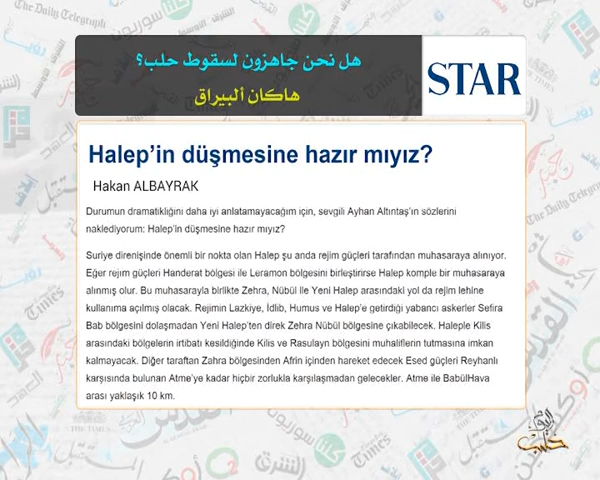 هل نحن جاهزون لسقوط حلب؟
هاكان ألبيراق
STAR
Halep’in düşmesine hazır mıyız?
Hakan ALBAYRAK
Durumun dramatikliğini daha iyi anlatamayacağım için, sevgili Ayhan Altıntaş’ın sözlerini
naklediyorum: Halep’in düşmesine hazır mıyız?
Suriye direnişinde önemli bir nokta olan Halep şu anda rejim güçleri tarafından muhasaraya alınıyor.
Eğer rejim güçleri Handerat bölgesi ile Leramon bölgesini birleştirirse Halep komple bir muhasaraya
alınmış olur. Bu muhasarayla birlikte Zehra, Nübül ile Yeni Halep arasındaki yol da rejim lehine
kullanıma açılmış olacak. Rejimin Lazkiye, İdlib, Humus ve Halep’e getirdiği yabancı askerler Sefira
Bab bölgesini dolaşmadan Yeni Halep’ten direk Zehra Nübül bölgesine çıkabilecek. Haleple Kilis
arasındaki bölgelerin irtibatı kesildiğinde Kilis ve Rasulayn bölgesini muhaliflerin tutmasına imkan
kalmayacak. Diğer taraftan Zahra bölgesinden Afrin içinden hareket edecek Esed güçleri Reyhanlı
karşısında bulunan Atme’ye kadar hiçbir zorlukla karşılaşmadan gelecekler. Atme ile BabülHava
arası yaklaşık 10 km.